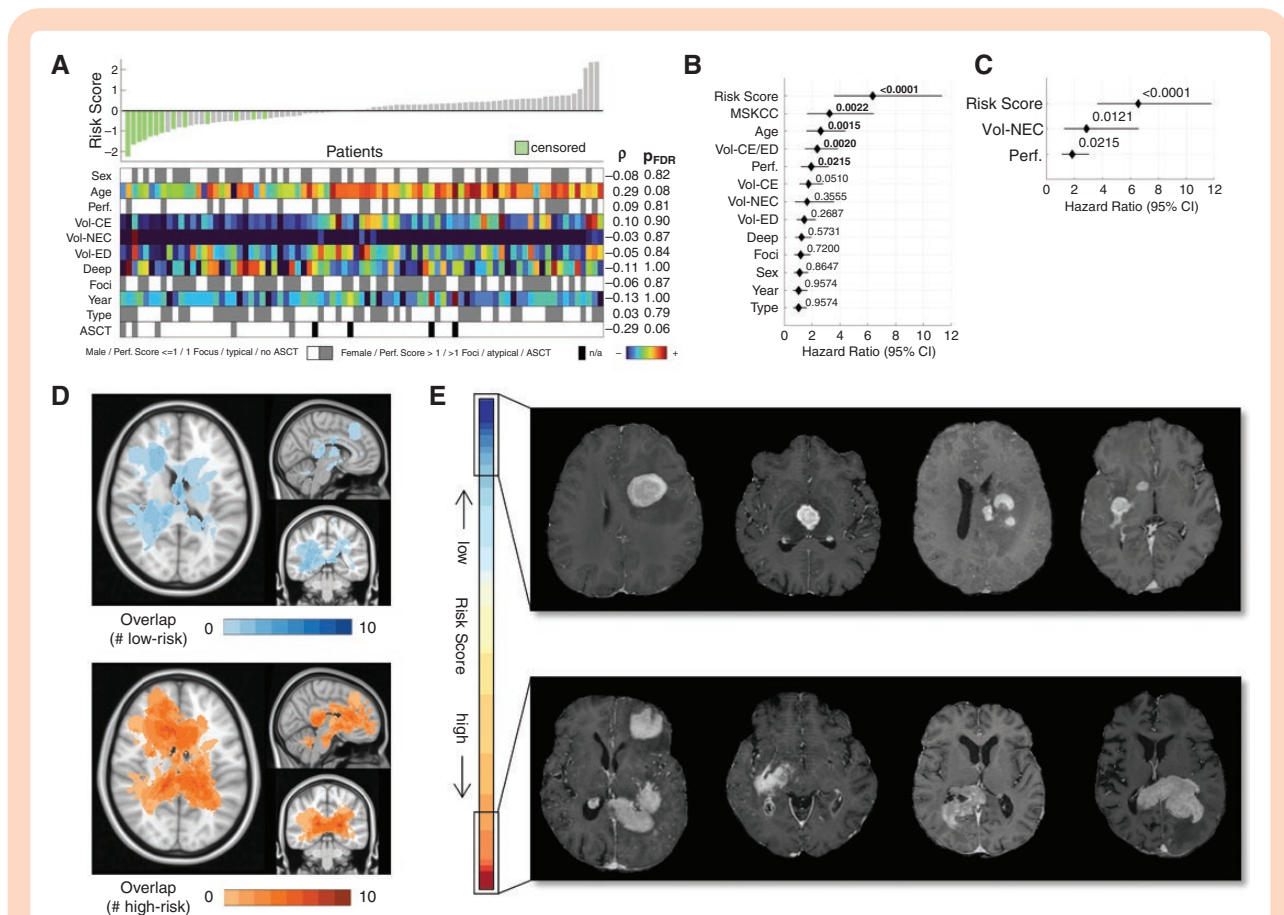 A
Risk Score
2
1
0
−1
−2
Patients
censored
ρ pFDR
Sex −0.08 0.82
Age 0.29 0.08
Perf. 0.09 0.81
Vol-CE 0.10 0.90
Vol-NEC −0.03 0.87
Vol-ED −0.05 0.84
Deep −0.11 1.00
Foci −0.06 0.87
Year −0.13 1.00
Type 0.03 0.79
ASCT −0.29 0.06
Male / Perf. Score <=1 / 1 Focus / typical / no ASCT
Female / Perf. Score > 1 / >1 Foci / atypical / ASCT
n/a
− +
B
Risk Score <0.0001
MSKCC 0.0022
Age 0.0015
Vol-CE/ED 0.0020
Perf. 0.0215
Vol-CE 0.0510
Vol-NEC 0.3555
Vol-ED 0.2687
Deep 0.5731
Foci 0.7200
Sex 0.8647
Year 0.9574
Type 0.9574
0 2 4 6 8 10 12
Hazard Ratio (95% CI)
C
Risk Score <0.0001
Vol-NEC 0.0121
Perf. 0.0215
0 2 4 6 8 10 12
Hazard Ratio (95% CI)
D
Overlap
(# low-risk)
0 10
Overlap
(# high-risk)
0 10
E
low
Risk Score
high